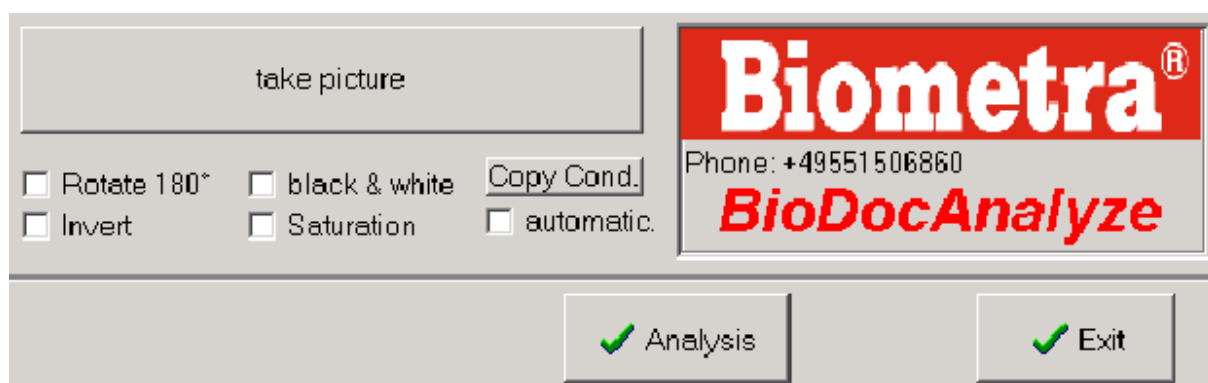 take picture
Rotate 180°
black & white
Copy Cond.
Invert
Saturation
automatic.
Biometra®
Phone: +49551506860
BioDocAnalyze
Analysis
Exit